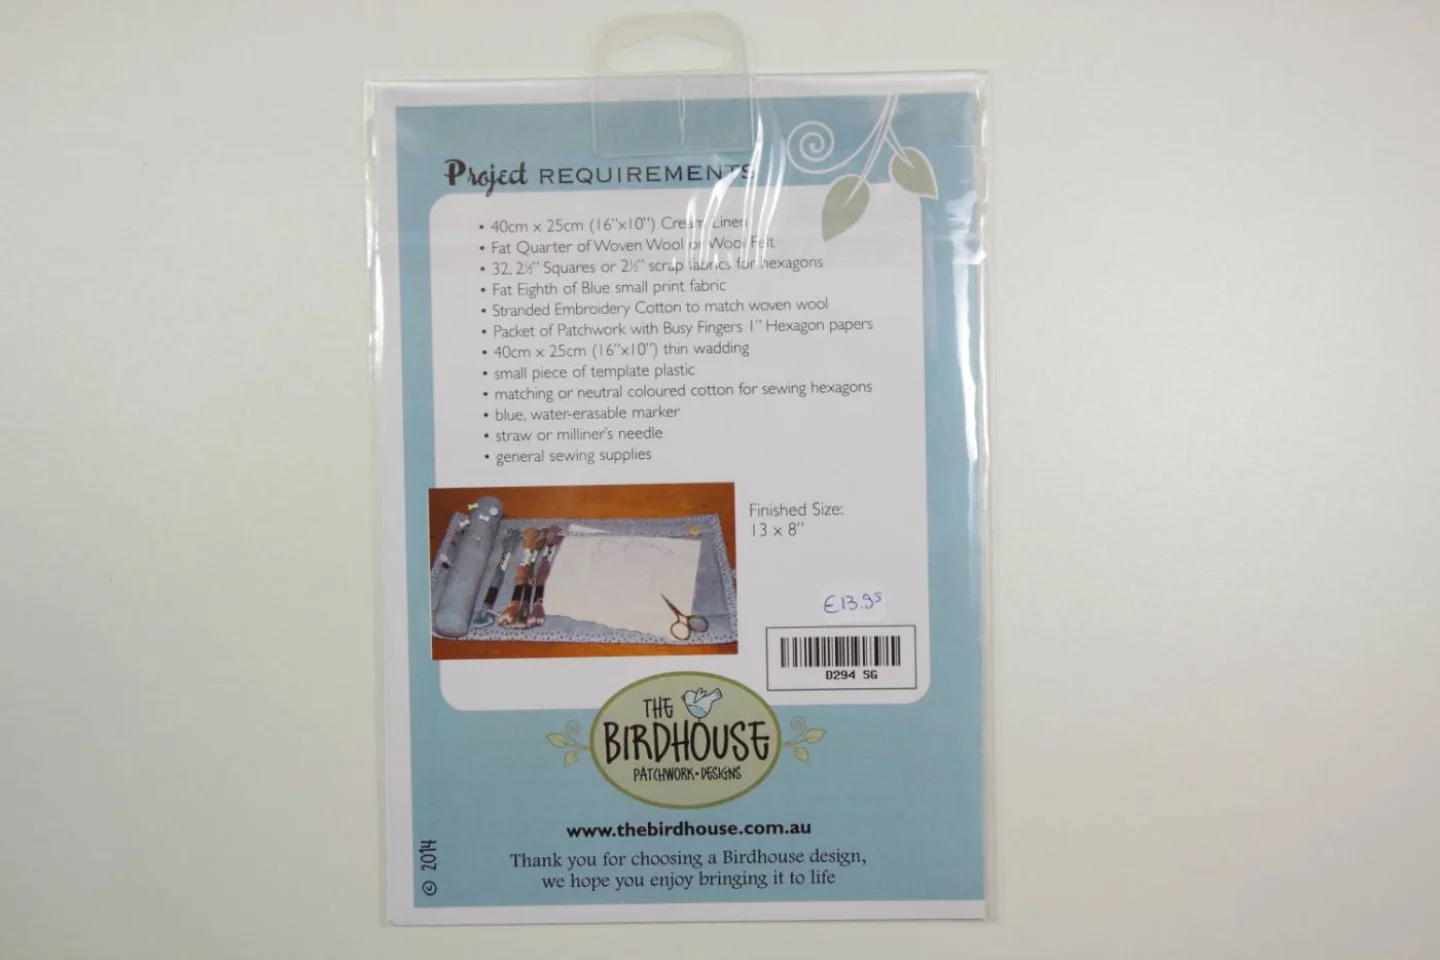 Project REQUIREMENTS
• 40cm x 25cm (16"x10") Cream Linen
• Fat Quarter of Woven Wool or Wool Felt
• 32, 2½" Squares or 2½" scrap fabrics for hexagons
• Fat Eighth of Blue small print fabric
• Stranded Embroidery Cotton to match woven wool
• Packet of Patchwork with Busy Fingers 1" Hexagon papers
• 40cm x 25cm (16"x10") thin wadding
• small piece of template plastic
• matching or neutral coloured cotton for sewing hexagons
• blue, water-erasable marker
• straw or milliner's needle
• general sewing supplies
Finished Size:
13 x 8"
€13.95
D294 SG
THE
BIRDHOUSE
PATCHWORK•DESIGNS
www.thebirdhouse.com.au
Thank you for choosing a Birdhouse design,
we hope you enjoy bringing it to life
© 2014